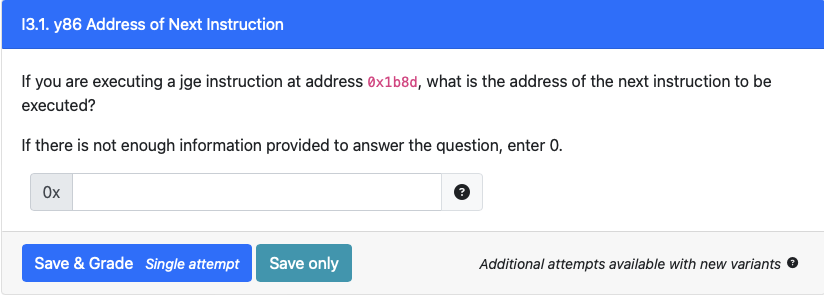 I3.1. y86 Address of Next Instruction
If you are executing a jge instruction at address 0x1b8d, what is the address of the next instruction to be
executed?
If there is not enough information provided to answer the question, enter 0.
0x
?
Save & Grade Single attempt
Save only
Additional attempts available with new variants ?